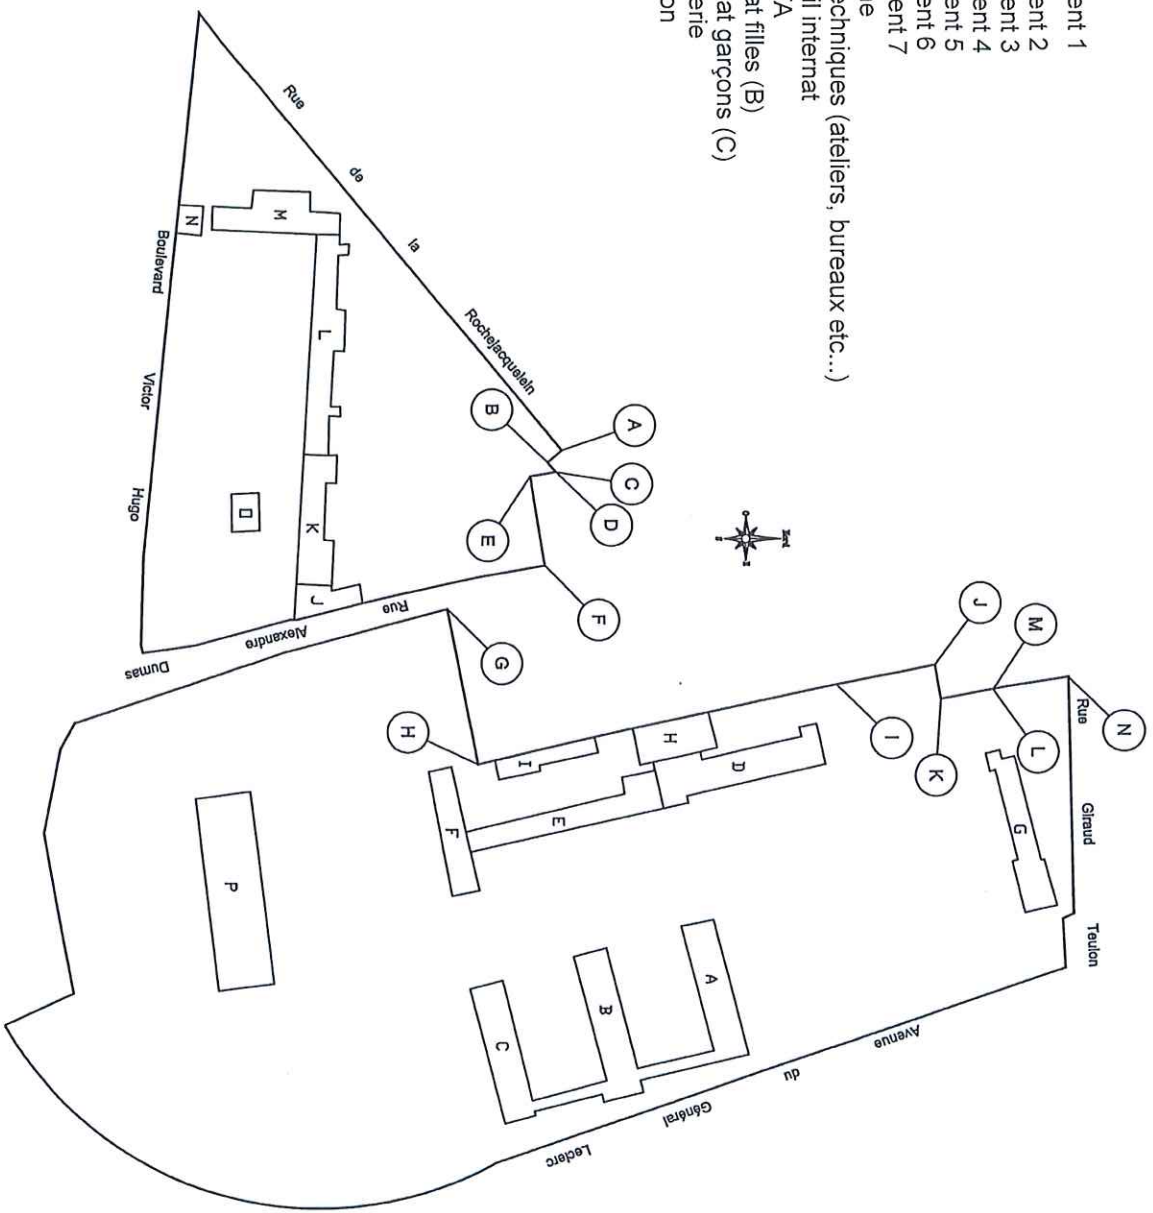 ent 1
ent 2
ent 3
ent 4
ent 5
ent 6
ent 7
ge
echniques (ateliers, bureaux etc...)
il internat
TA
at filles (B)
at garçons (C)
erie
on
Rue de la Rochejacquelein
Boulevard Victor Hugo
Rue Alexandre Dumas
Rue Giraud Teulon
Avenue du Général Leclerc
A
B
C
D
E
F
G
H
I
J
K
L
M
N
A
B
C
D
E
F
G
H
I
J
K
L
M
N
O
P